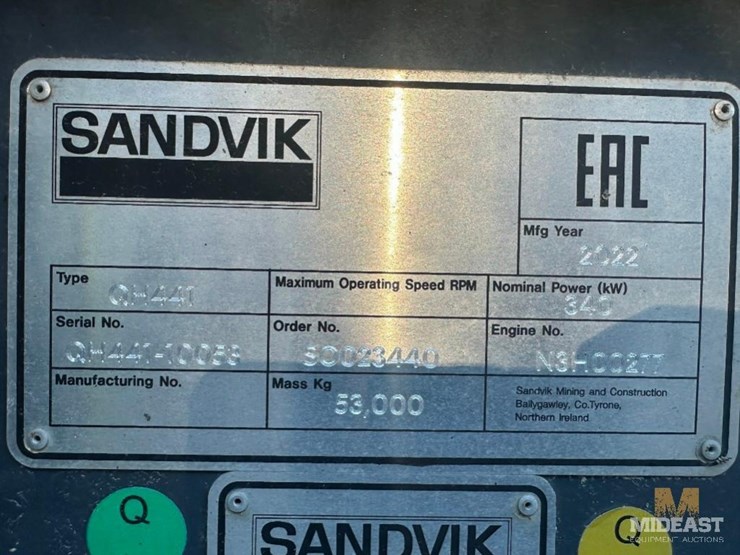 SANDVIK
EAC
Mfg Year
2022
Type
QH441
Maximum Operating Speed RPM
Nominal Power (kW)
340
Serial No.
Order No.
SO023440
Engine No.
N3H00277
Manufacturing No.
Mass Kg
53,000
Sandvik Mining and Construction
Ballygawley, Co.Tyrone,
Northern Ireland
Q
SANDVIK
Q
M
MIDEAST
EQUIPMENT AUCTIONS